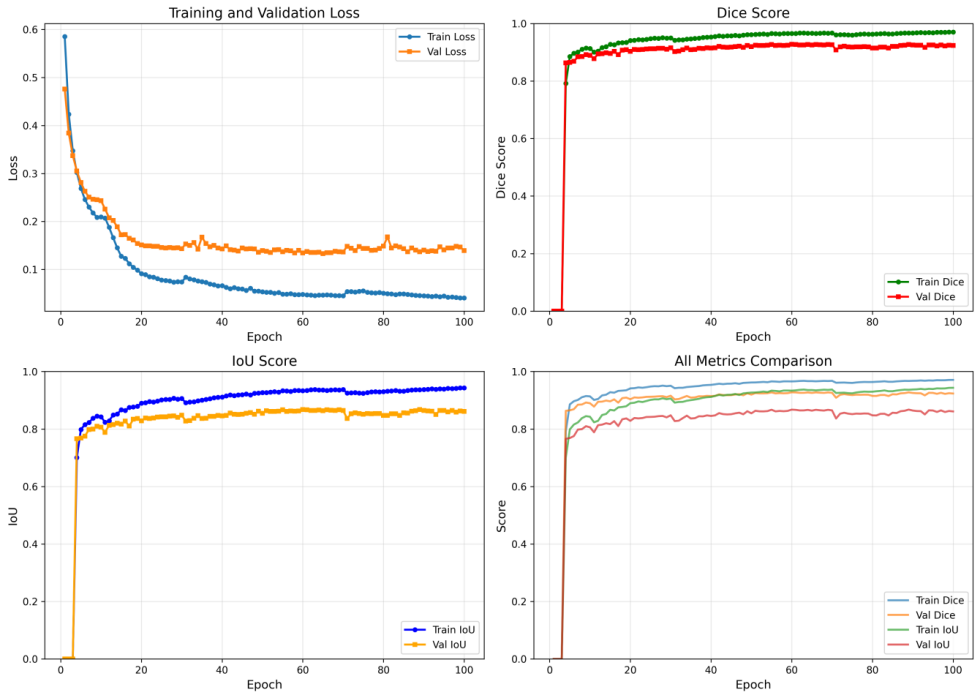 Training and Validation Loss
Train Loss
Val Loss
0.6
0.5
0.4
0.3
0.2
0.1
Loss
0 20 40 60 80 100
Epoch
Dice Score
1.0
0.8
0.6
0.4
0.2
0.0
Dice Score
Train Dice
Val Dice
0 20 40 60 80 100
Epoch
IoU Score
1.0
0.8
0.6
0.4
0.2
0.0
IoU
Train IoU
Val IoU
0 20 40 60 80 100
Epoch
All Metrics Comparison
1.0
0.8
0.6
0.4
0.2
0.0
Score
Train Dice
Val Dice
Train IoU
Val IoU
0 20 40 60 80 100
Epoch